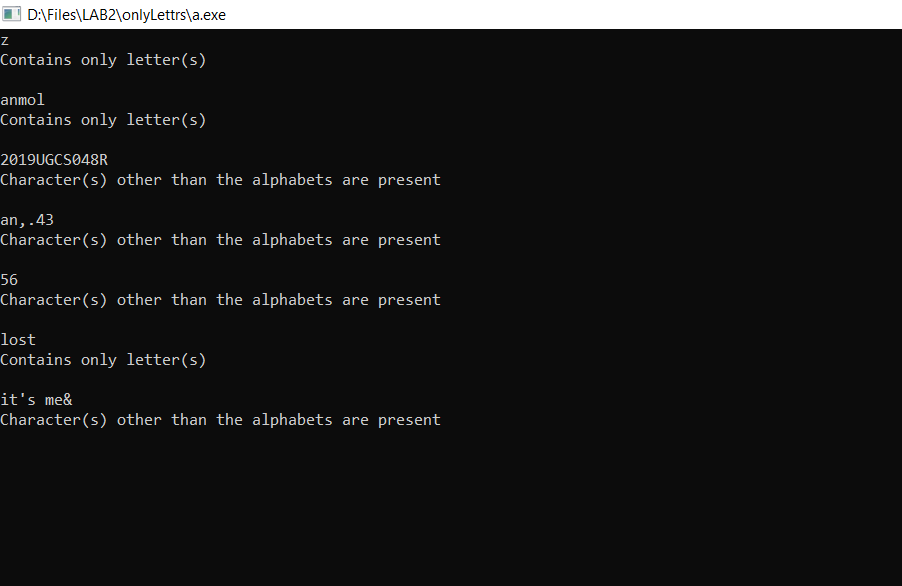 D:\Files\LAB2\onlyLettrs\a.exe
z
Contains only letter(s)
anmol
Contains only letter(s)
2019UGCS048R
Character(s) other than the alphabets are present
an,.43
Character(s) other than the alphabets are present
56
Character(s) other than the alphabets are present
lost
Contains only letter(s)
it's me&
Character(s) other than the alphabets are present